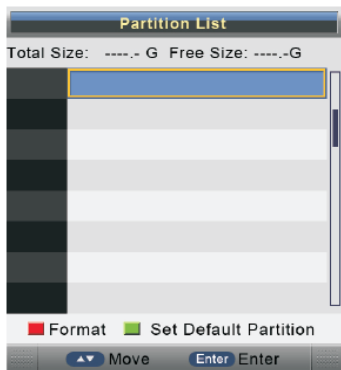 Partition List
Total Size: ----.- G Free Size: ----.-G
Format Set Default Partition
Move Enter Enter